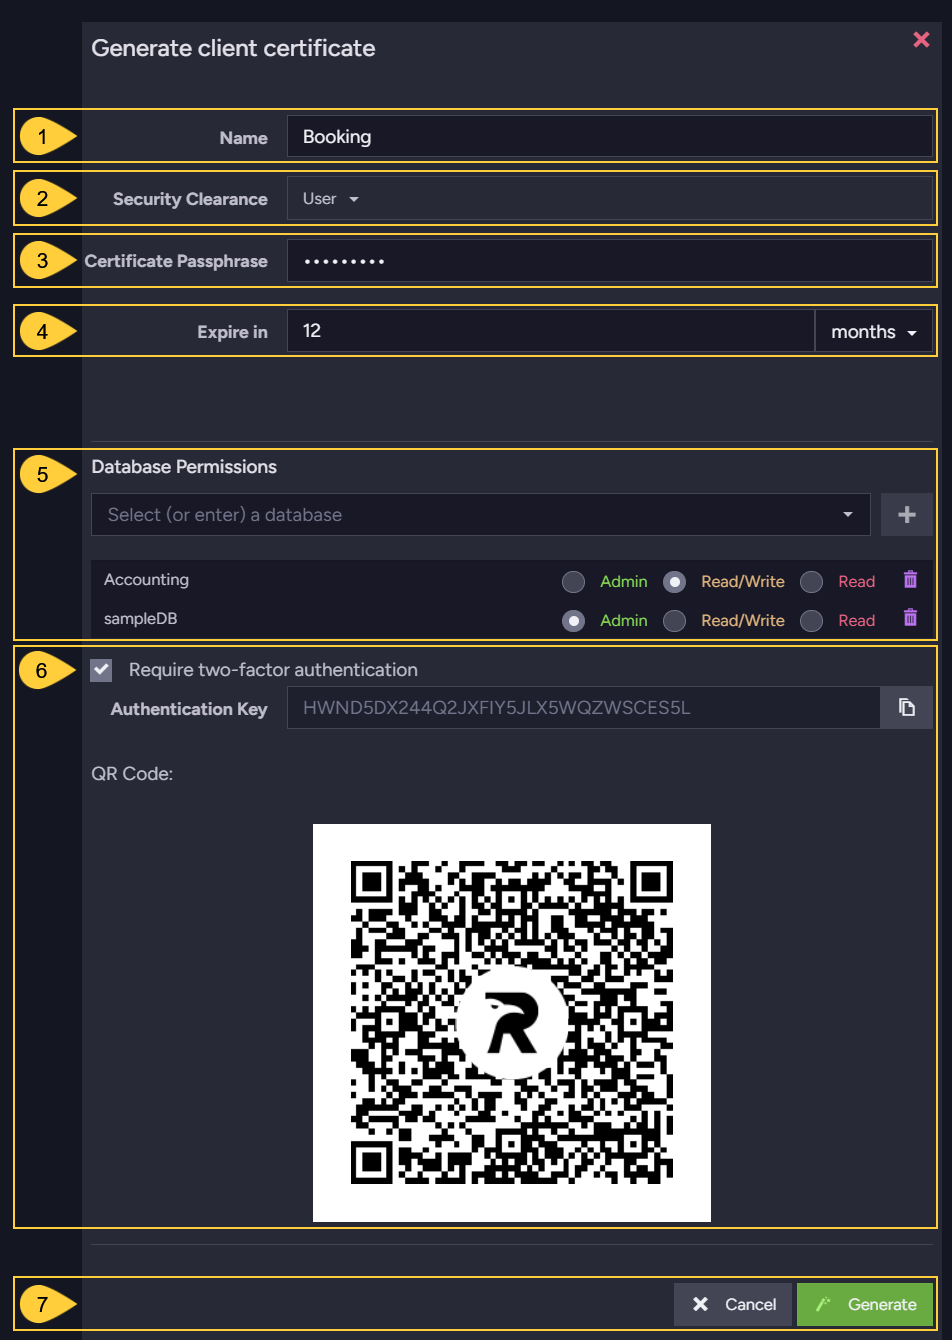 Generate client certificate
1 Name Booking
2 Security Clearance User
3 Certificate Passphrase •••••••••
4 Expire in 12 months
5 Database Permissions
Select (or enter) a database
Accounting Admin Read/Write Read
sampleDB Admin Read/Write Read
6 Require two-factor authentication
Authentication Key HWND5DX244Q2JXFIY5JLX5WQZWSCES5L
QR Code:
R
7 Cancel Generate